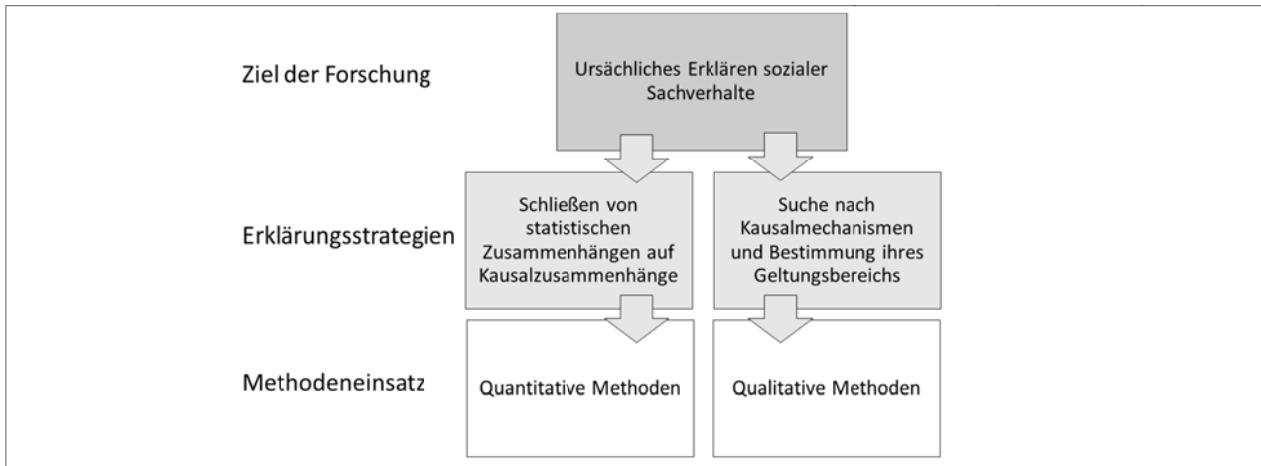 Ziel der Forschung
Ursächliches Erklären sozialer
Sachverhalte
Erklärungsstrategien
Schließen von
statistischen
Zusammenhängen auf
Kausalzusammenhänge
Suche nach
Kausalmechanismen
und Bestimmung ihres
Geltungsbereichs
Methodeneinsatz
Quantitative Methoden
Qualitative Methoden